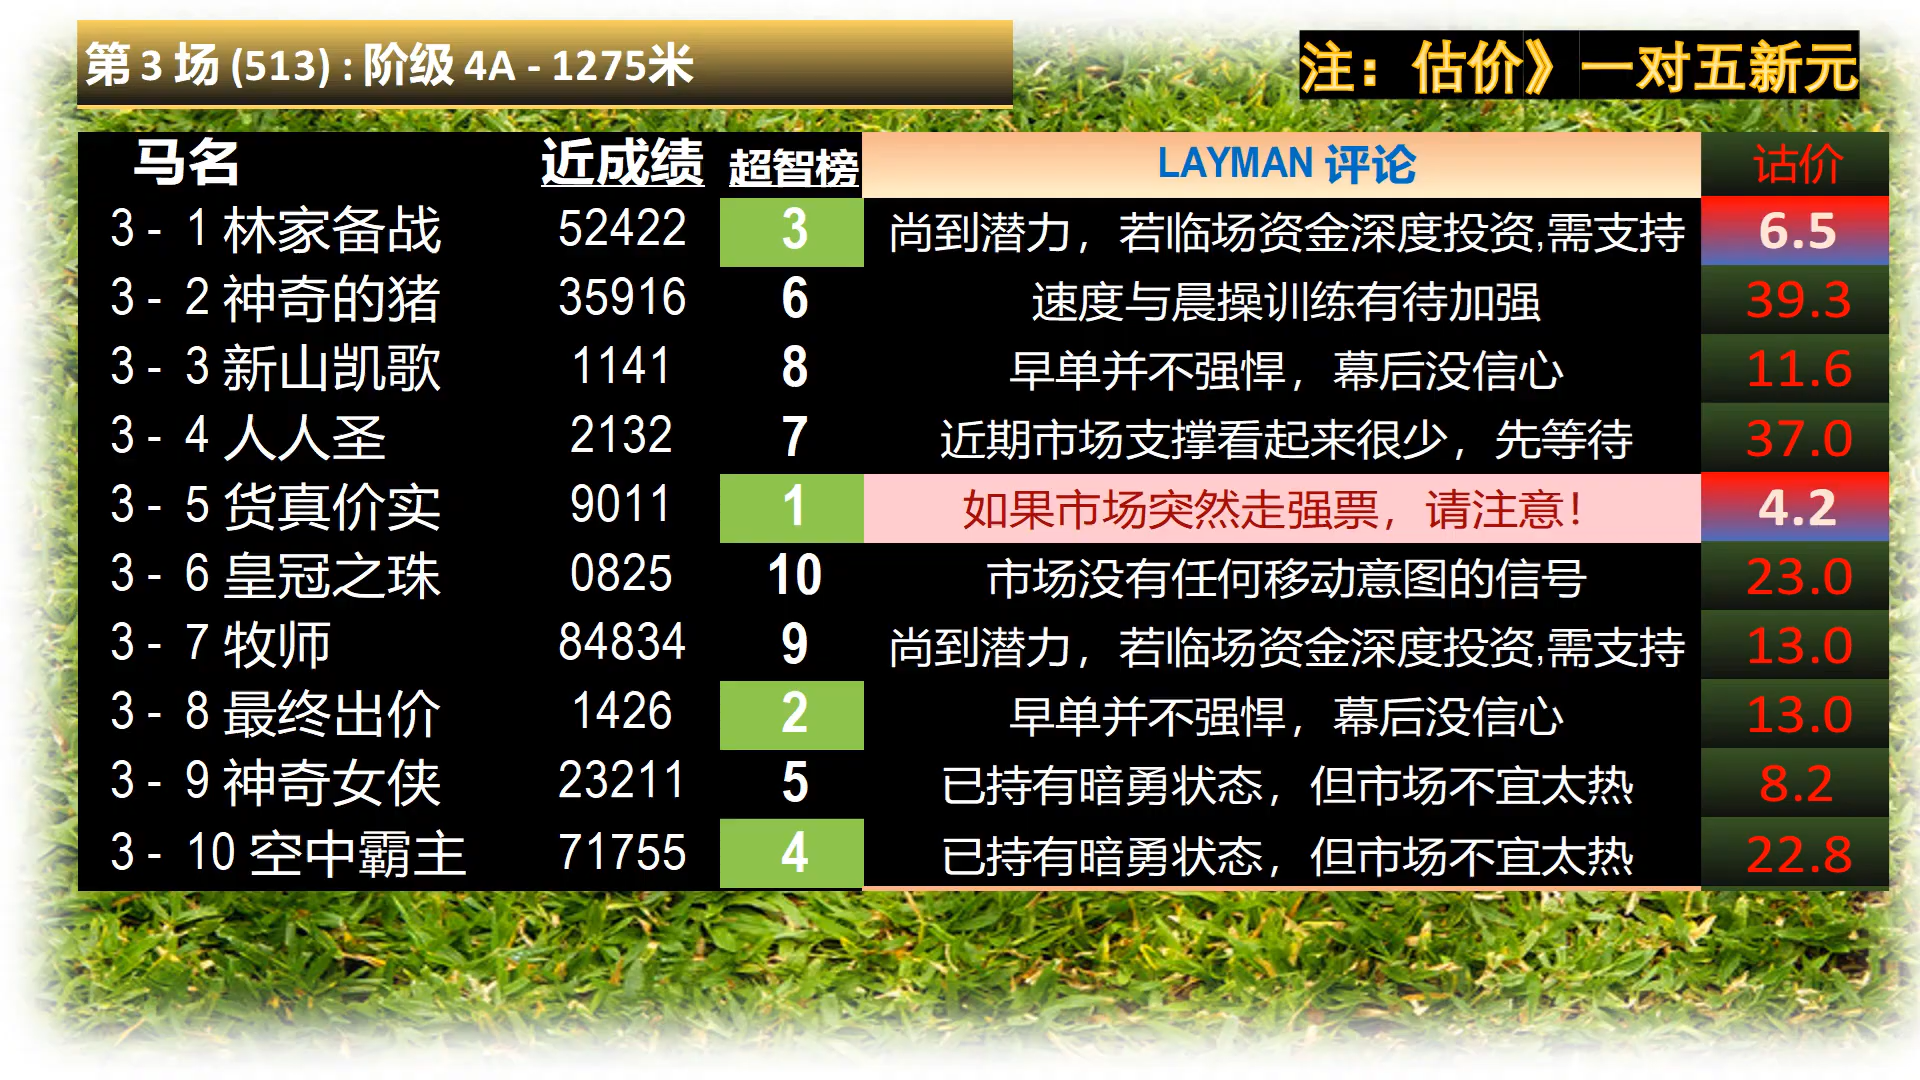 第 3 场 (513) : 阶级 4A - 1275米
注：估价》一对五新元
马名 近成绩 超智榜 LAYMAN 评论 诂价
3 - 1 林家备战 52422 3 尚到潜力，若临场资金深度投资,需支持 6.5
3 - 2 神奇的猪 35916 6 速度与晨操训练有待加强 39.3
3 - 3 新山凯歌 1141 8 早单并不强悍，幕后没信心 11.6
3 - 4 人人圣 2132 7 近期市场支撑看起来很少，先等待 37.0
3 - 5 货真价实 9011 1 如果市场突然走强票，请注意！ 4.2
3 - 6 皇冠之珠 0825 10 市场没有任何移动意图的信号 23.0
3 - 7 牧师 84834 9 尚到潜力，若临场资金深度投资,需支持 13.0
3 - 8 最终出价 1426 2 早单并不强悍，幕后没信心 13.0
3 - 9 神奇女侠 23211 5 已持有暗勇状态，但市场不宜太热 8.2
3 - 10 空中霸主 71755 4 已持有暗勇状态，但市场不宜太热 22.8